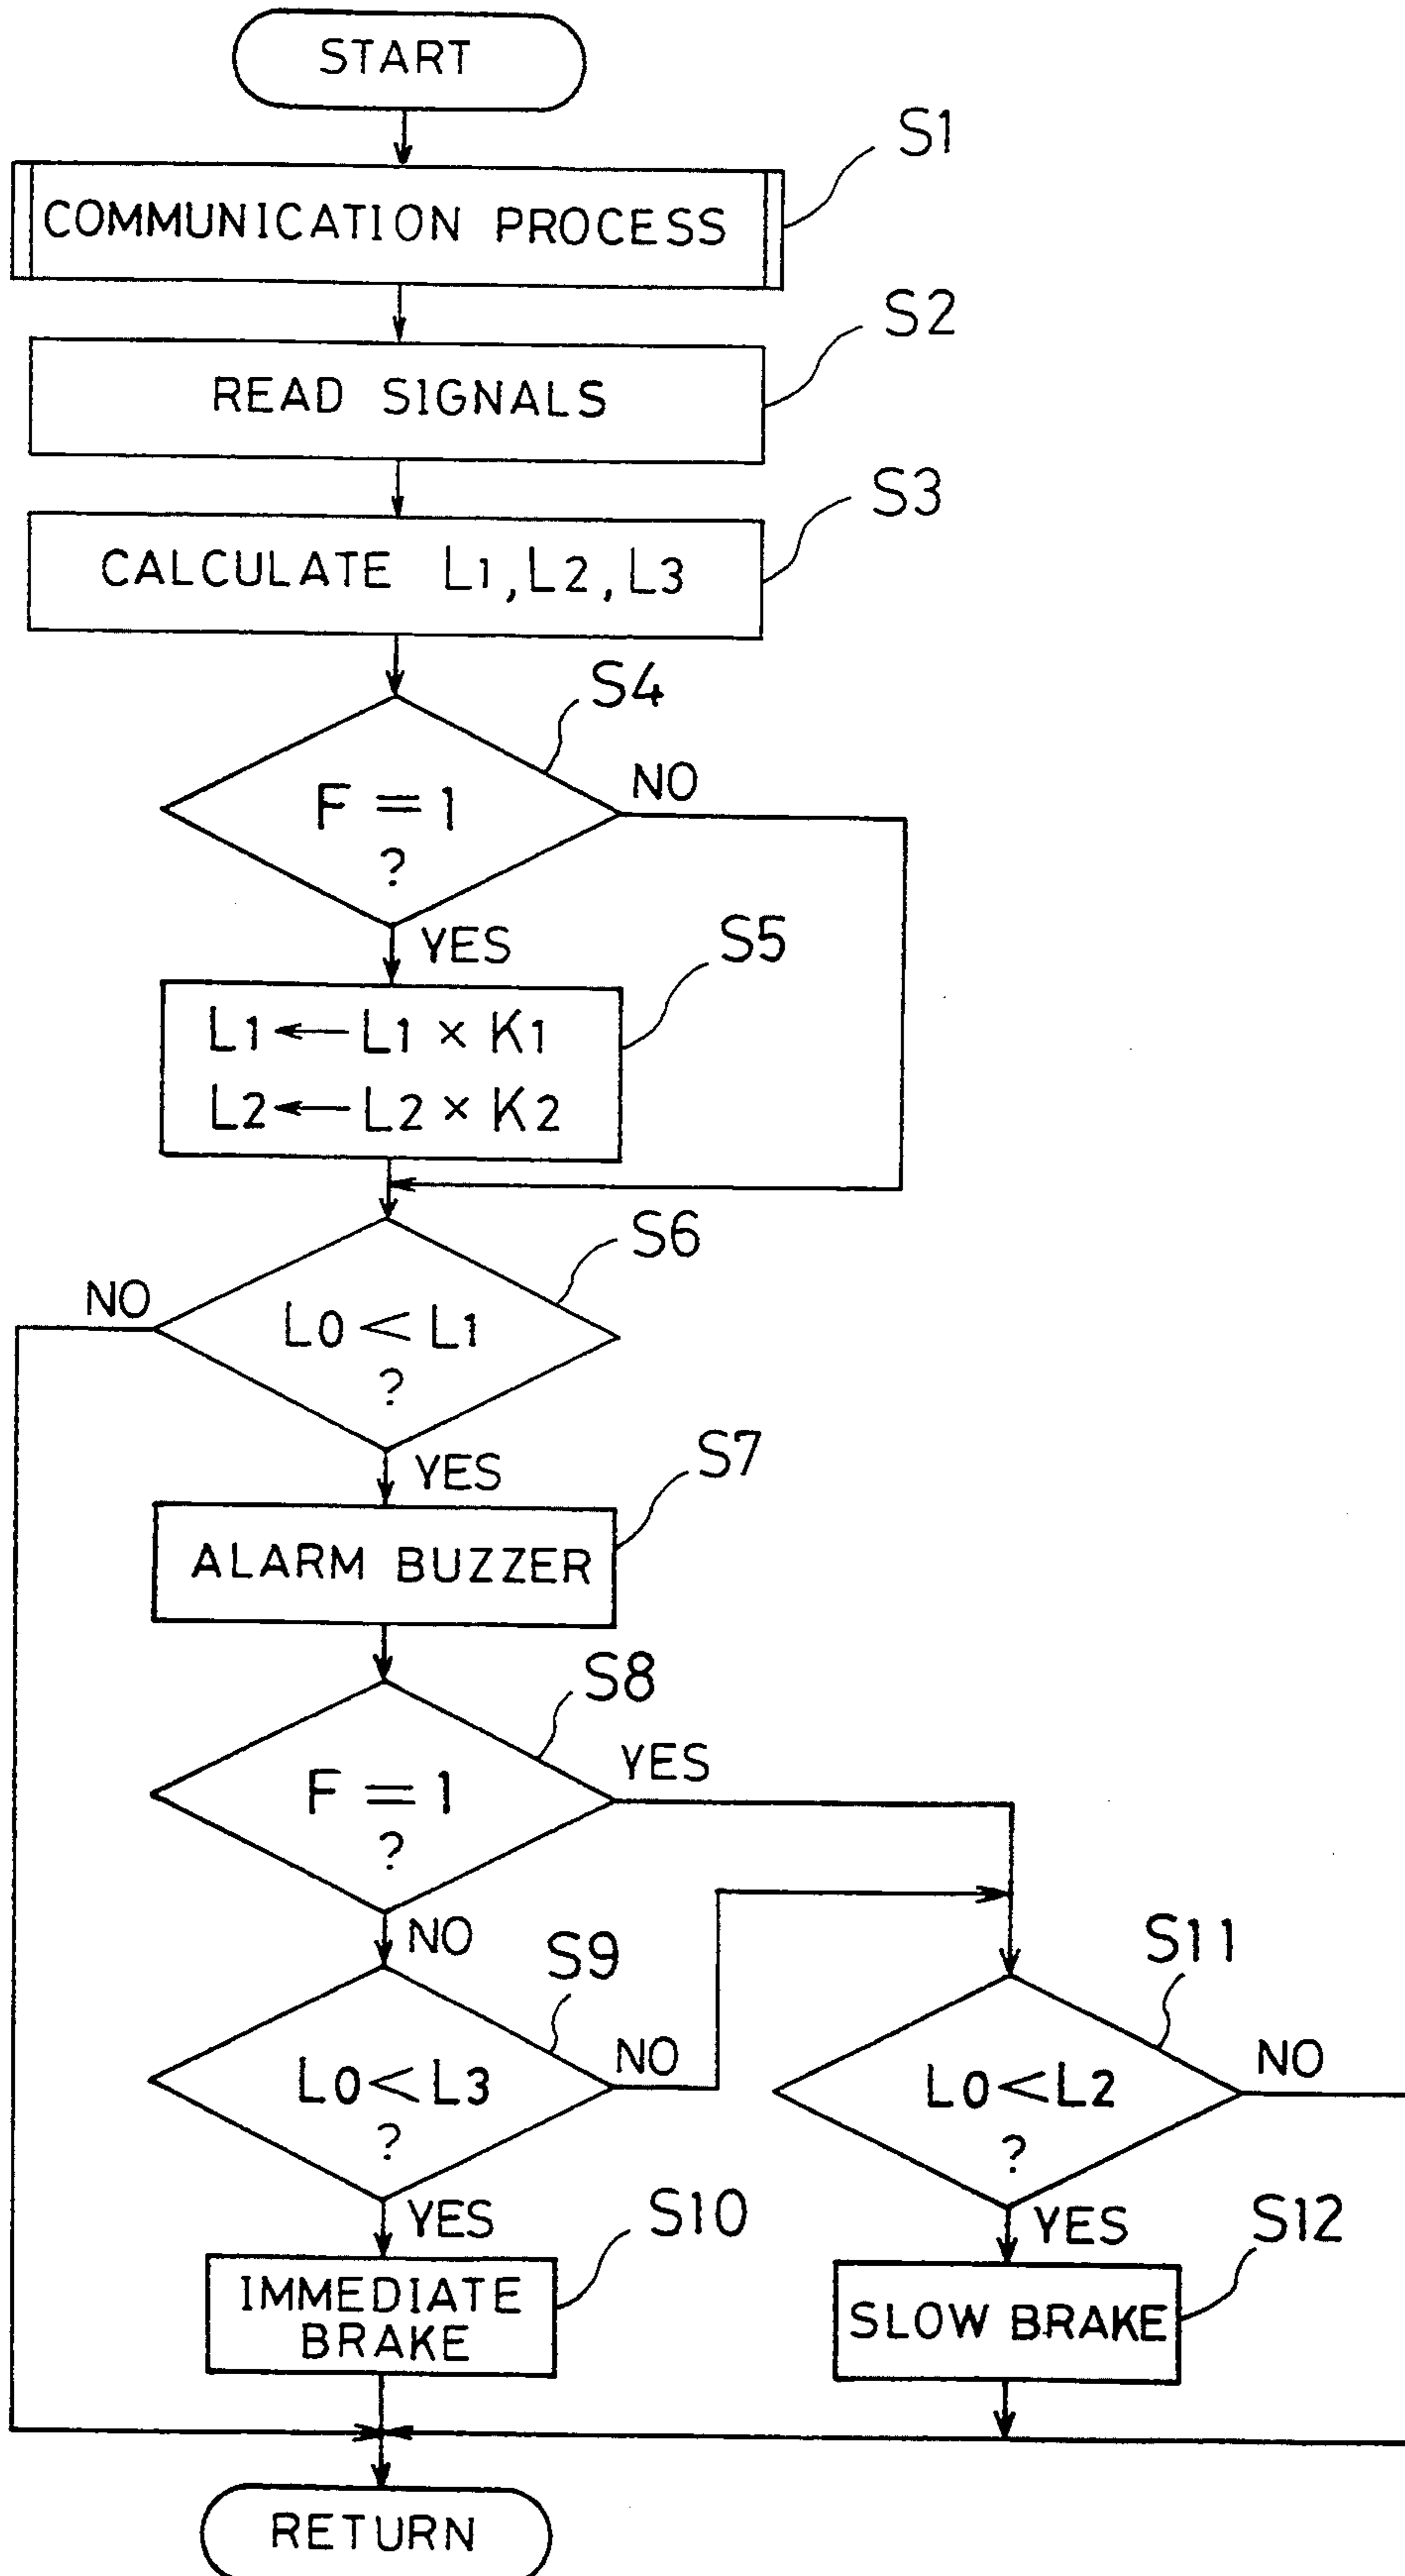 START
S1
COMMUNICATION PROCESS
S2
READ SIGNALS
S3
CALCULATE L1, L2, L3
S4
F = 1
?
NO
YES
S5
L1 ← L1 × K1
L2 ← L2 × K2
S6
NO
L0 < L1
?
YES
S7
ALARM BUZZER
S8
F = 1
?
YES
NO
S9
L0 < L3
?
NO
S11
L0 < L2
?
NO
YES
S10
IMMEDIATE
BRAKE
YES
S12
SLOW BRAKE
RETURN